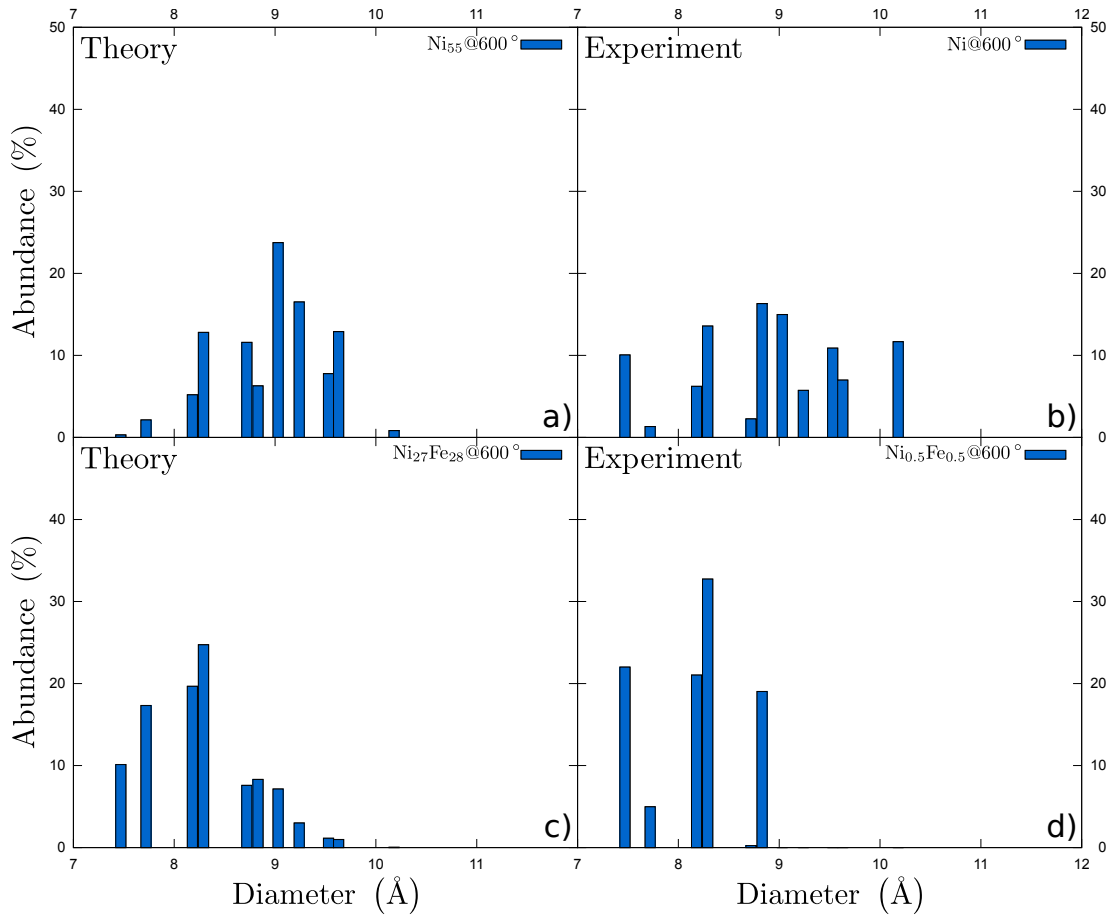 7 8 9 10 11 7 8 9 10 11 12
Theory Ni₅₅@600°
Experiment Ni@600°
50 40 30 20 10 0
Abundance (%)
50 40 30 20 10 0
a)
b)
Theory Ni₂₇Fe₂₈@600°
Experiment Ni₀.₅Fe₀.₅@600°
40 30 20 10 0
Abundance (%)
40 30 20 10 0
c)
d)
7 8 9 10 11 7 8 9 10 11 12
Diameter (Å) Diameter (Å)